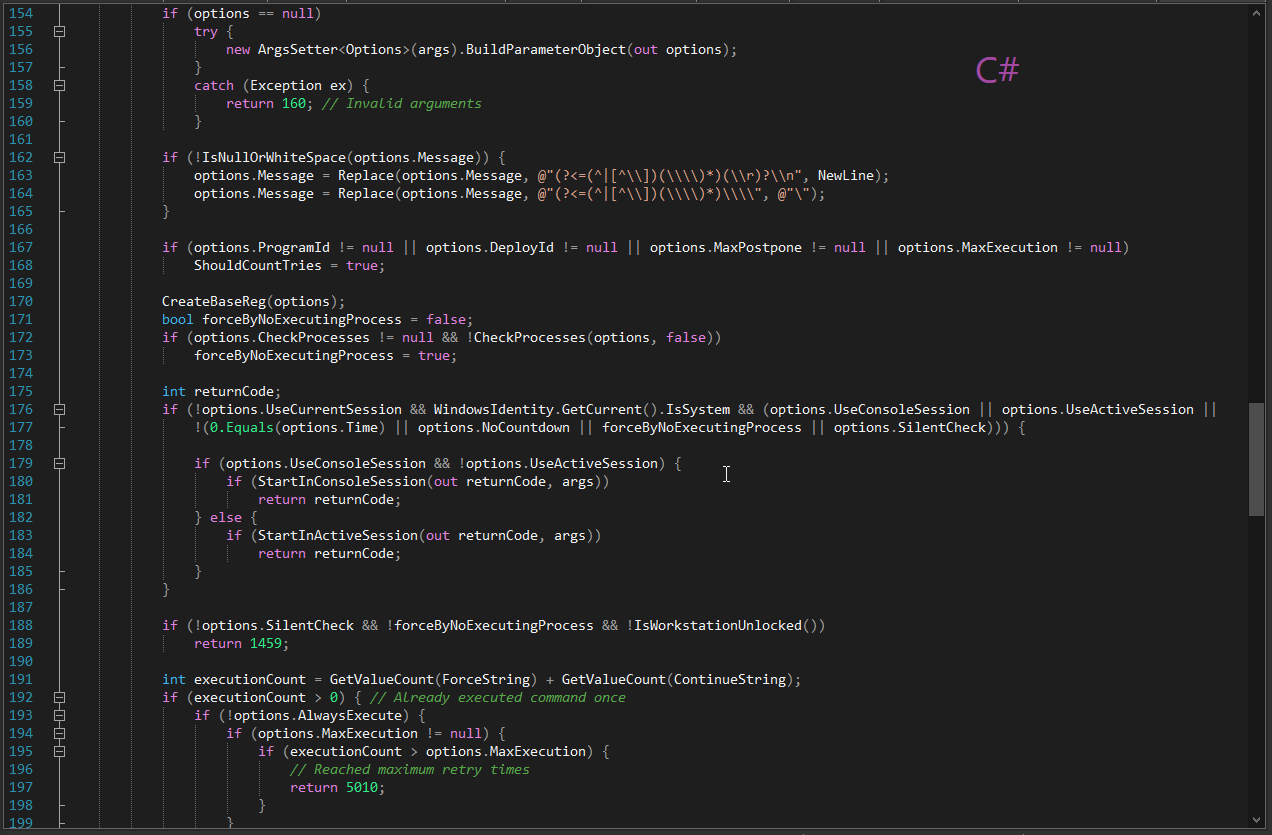 154 if (options == null)
155 try {
156 new ArgsSetter<Options>(args).BuildParameterObject(out options);
157 }
158 catch (Exception ex) {
159 return 160; // Invalid arguments
160 }
161
162 if (!IsNullOrWhiteSpace(options.Message)) {
163 options.Message = Replace(options.Message, @"(?<=(^|[^\\])(\\\\)*)(\\r)?\\n", NewLine);
164 options.Message = Replace(options.Message, @"(?<=(^|[^\\])(\\\\)*)\\\\", @"\");
165 }
166
167 if (options.ProgramId != null || options.DeployId != null || options.MaxPostpone != null || options.MaxExecution != null)
168 ShouldCountTries = true;
169
170 CreateBaseReg(options);
171 bool forceByNoExecutingProcess = false;
172 if (options.CheckProcesses != null && !CheckProcesses(options, false))
173 forceByNoExecutingProcess = true;
174
175 int returnCode;
176 if (!options.UseCurrentSession && WindowsIdentity.GetCurrent().IsSystem && (options.UseConsoleSession || options.UseActiveSession ||
177 !(0.Equals(options.Time) || options.NoCountdown || forceByNoExecutingProcess || options.SilentCheck))) {
178
179 if (options.UseConsoleSession && !options.UseActiveSession) {
180 if (StartInConsoleSession(out returnCode, args))
181 return returnCode;
182 } else {
183 if (StartInActiveSession(out returnCode, args))
184 return returnCode;
185 }
186 }
187
188 if (!options.SilentCheck && !forceByNoExecutingProcess && !IsWorkstationUnlocked())
189 return 1459;
190
191 int executionCount = GetValueCount(ForceString) + GetValueCount(ContinueString);
192 if (executionCount > 0) { // Already executed command once
193 if (!options.AlwaysExecute) {
194 if (options.MaxExecution != null) {
195 if (executionCount > options.MaxExecution) {
196 // Reached maximum retry times
197 return 5010;
198 }
199 }
C#